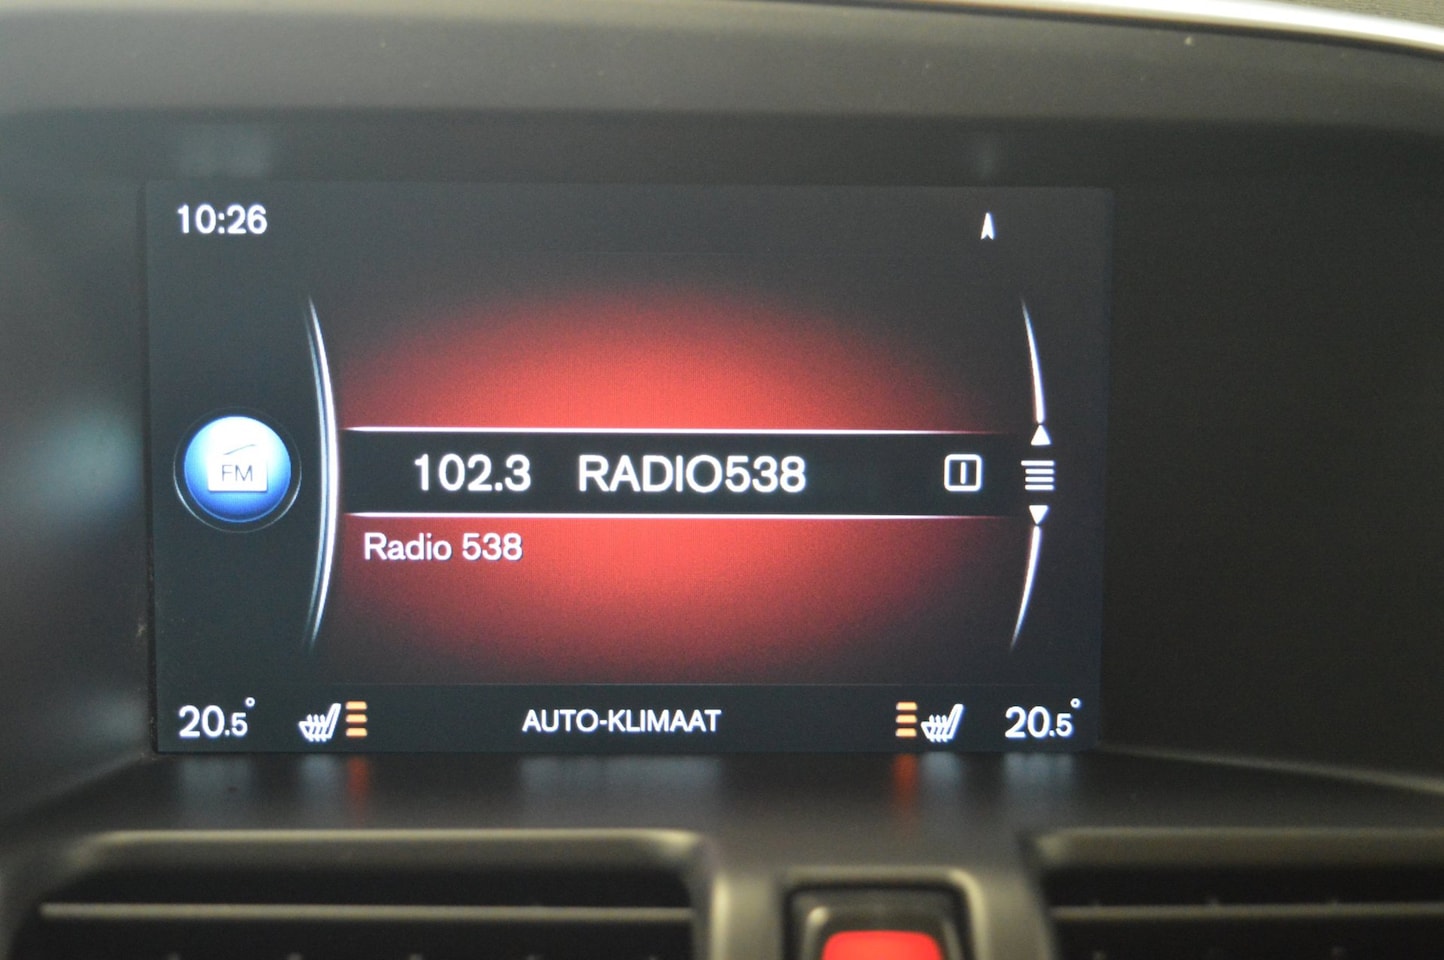 10:26
FM
102.3 RADIO538
Radio 538
20.5° AUTO-KLIMAAT 20.5°